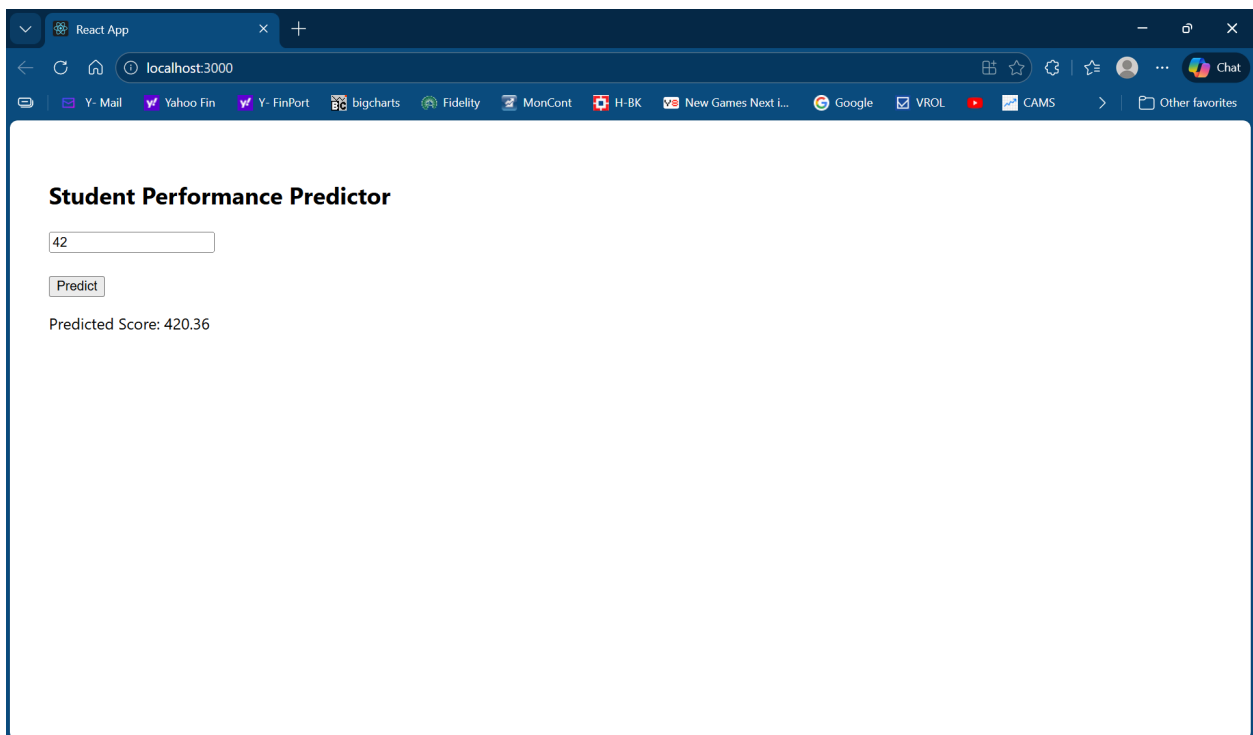 React App
localhost:3000
Chat
Y- Mail
Yahoo Fin
Y- FinPort
BC bigcharts
Fidelity
MonCont
H-BK
New Games Next i...
Google
VROL
CAMS
Other favorites
Student Performance Predictor
42
Predict
Predicted Score: 420.36